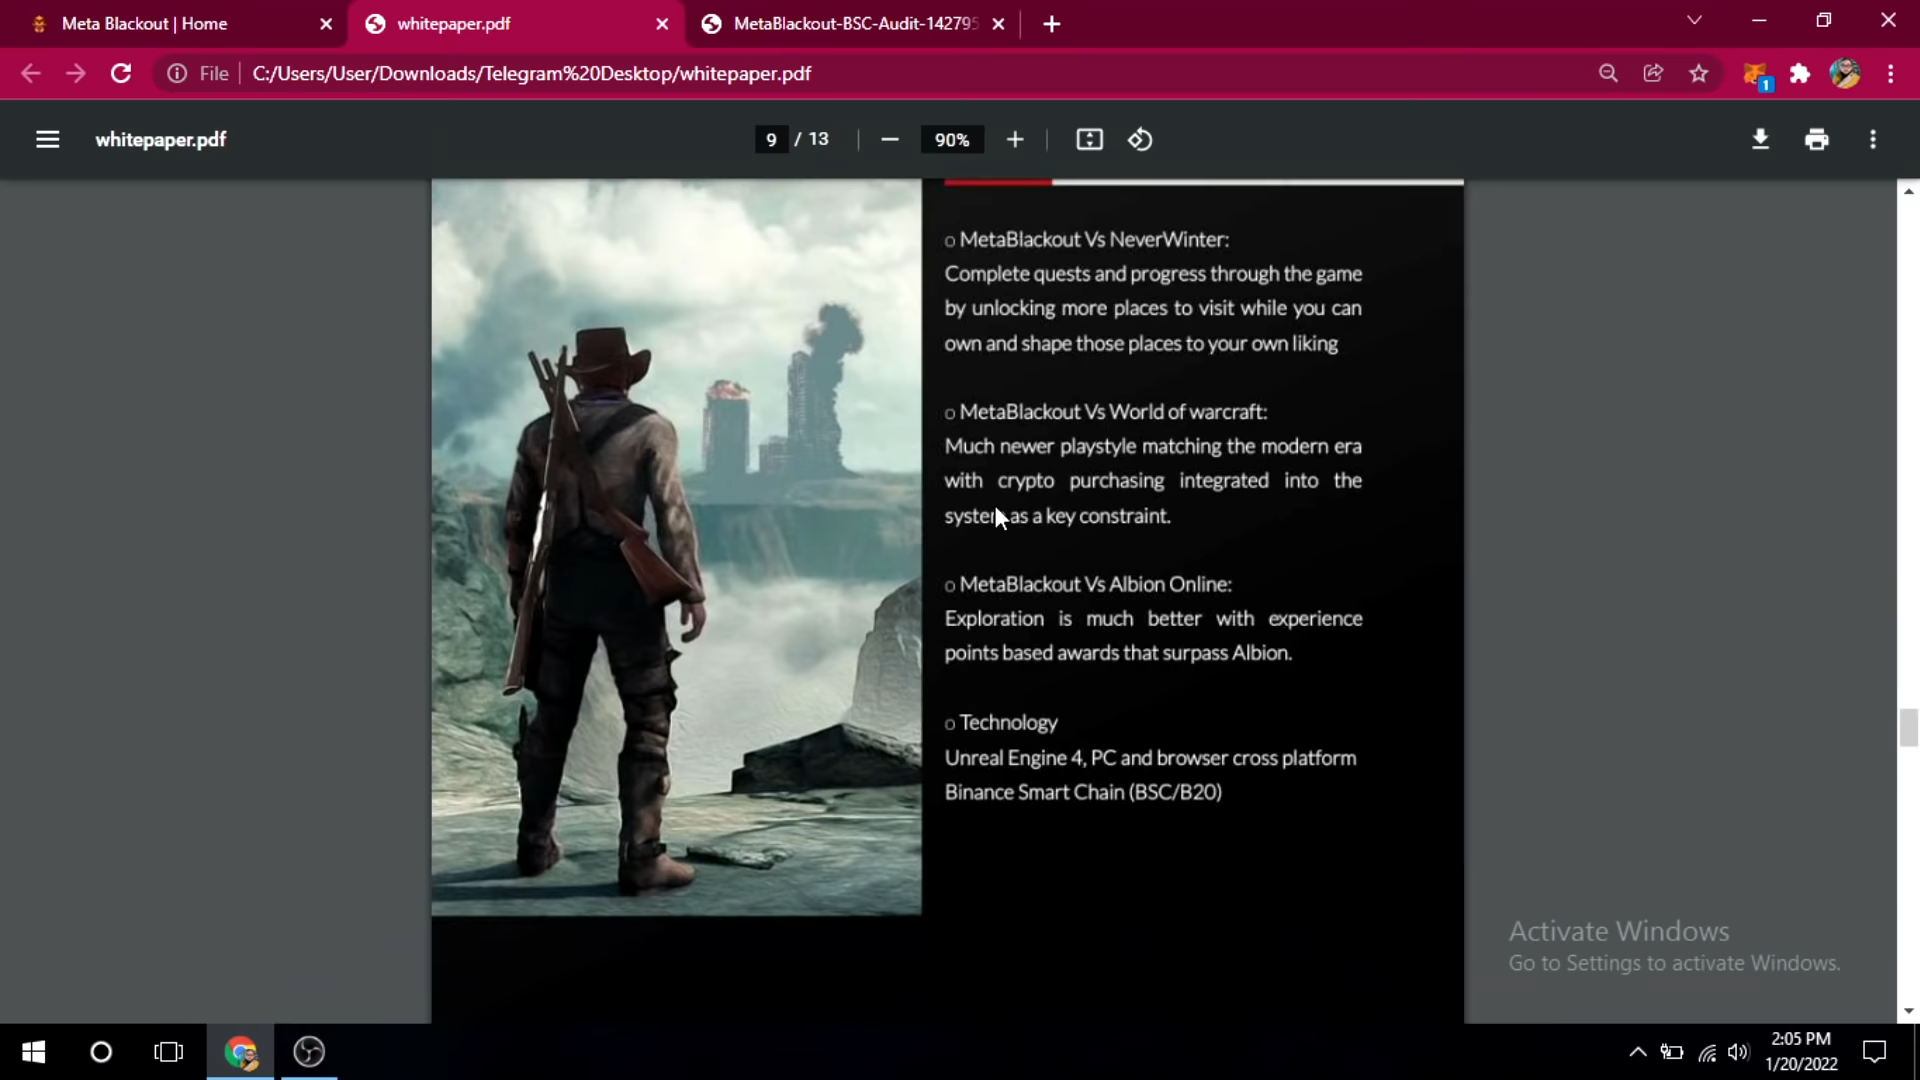 Meta Blackout | Home
whitepaper.pdf
MetaBlackout-BSC-Audit-142795
File
C:/Users/User/Downloads/Telegram%20Desktop/whitepaper.pdf
1
whitepaper.pdf
9 / 13
90%
o MetaBlackout Vs NeverWinter:
Complete quests and progress through the game
by unlocking more places to visit while you can
own and shape those places to your own liking
o MetaBlackout Vs World of warcraft:
Much newer playstyle matching the modern era
with crypto purchasing integrated into the
system as a key constraint.
o MetaBlackout Vs Albion Online:
Exploration is much better with experience
points based awards that surpass Albion.
o Technology
Unreal Engine 4, PC and browser cross platform
Binance Smart Chain (BSC/B20)
Activate Windows
Go to Settings to activate Windows.
2:05 PM
1/20/2022